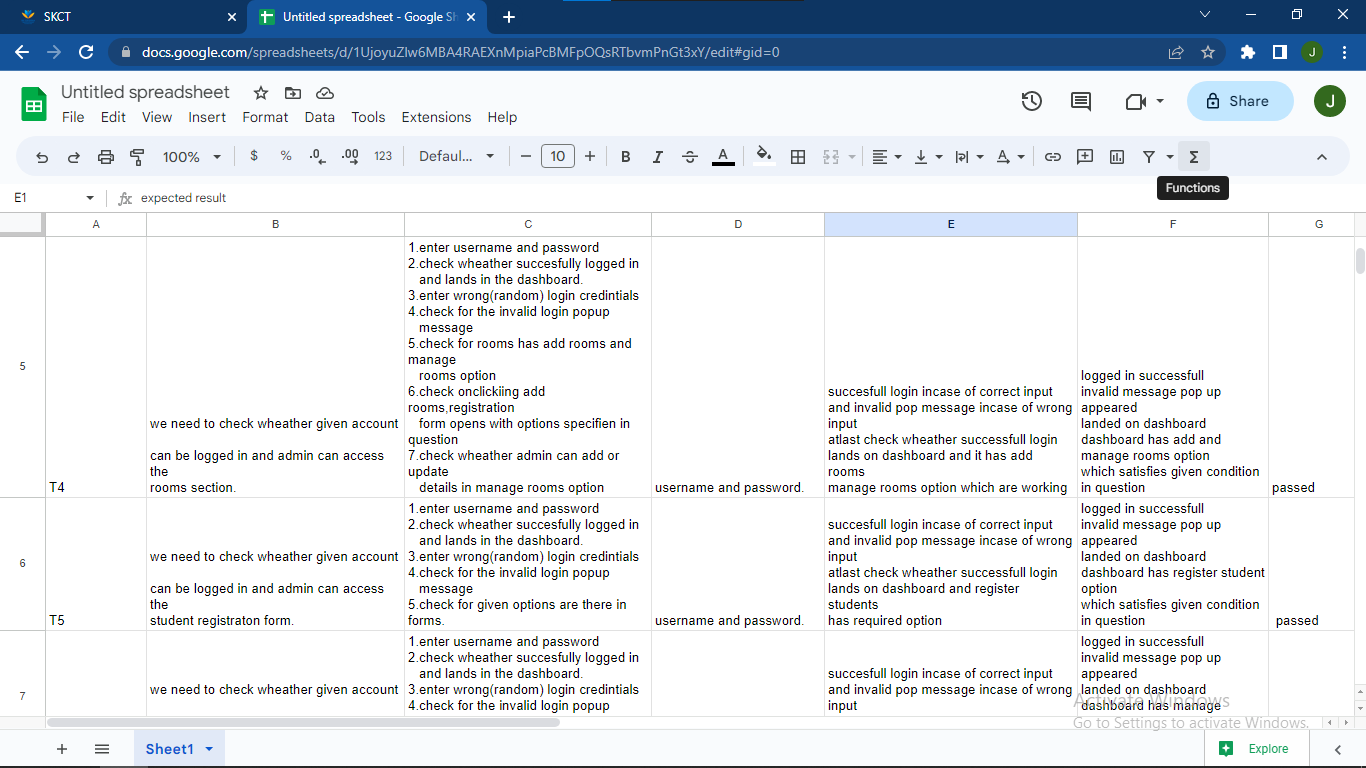 SKCT
Untitled spreadsheet - Google Sh
docs.google.com/spreadsheets/d/1UjoyuZIw6MBA4RAEXnMpiaPcBMFpOQsRTbvmPnGt3xY/edit#gid=0
J
Untitled spreadsheet
File Edit View Insert Format Data Tools Extensions Help
Share
J
100% $ % .0 .00 123 Defaul... − 10 + B I A Σ
Functions
E1 fx expected result
A B C D E F G
5
T4
we need to check wheather given account
can be logged in and admin can access
the
rooms section.
1.enter username and password
2.check wheather succesfully logged in
and lands in the dashboard.
3.enter wrong(random) login credintials
4.check for the invalid login popup
message
5.check for rooms has add rooms and
manage
rooms option
6.check onclickiing add
rooms,registration
form opens with options specifien in
question
7.check wheather admin can add or
update
details in manage rooms option
username and password.
succesfull login incase of correct input
and invalid pop message incase of wrong
input
atlast check wheather successfull login
lands on dashboard and it has add
rooms
manage rooms option which are working
logged in successfull
invalid message pop up
appeared
landed on dashboard
dashboard has add and
manage rooms option
which satisfies given condition
in question
passed
6
T5
we need to check wheather given account
can be logged in and admin can access
the
student registraton form.
1.enter username and password
2.check wheather succesfully logged in
and lands in the dashboard.
3.enter wrong(random) login credintials
4.check for the invalid login popup
message
5.check for given options are there in
forms.
username and password.
succesfull login incase of correct input
and invalid pop message incase of wrong
input
atlast check wheather successfull login
lands on dashboard and register
students
has required option
logged in successfull
invalid message pop up
appeared
landed on dashboard
dashboard has register student
option
which satisfies given condition
in question
passed
7
we need to check wheather given account
1.enter username and password
2.check wheather succesfully logged in
and lands in the dashboard.
3.enter wrong(random) login credintials
4.check for the invalid login popup
succesfull login incase of correct input
and invalid pop message incase of wrong
input
logged in successfull
invalid message pop up
appeared
landed on dashboard
dashboard has manage
Activate Windows
Go to Settings to activate Windows.
Sheet1
Explore